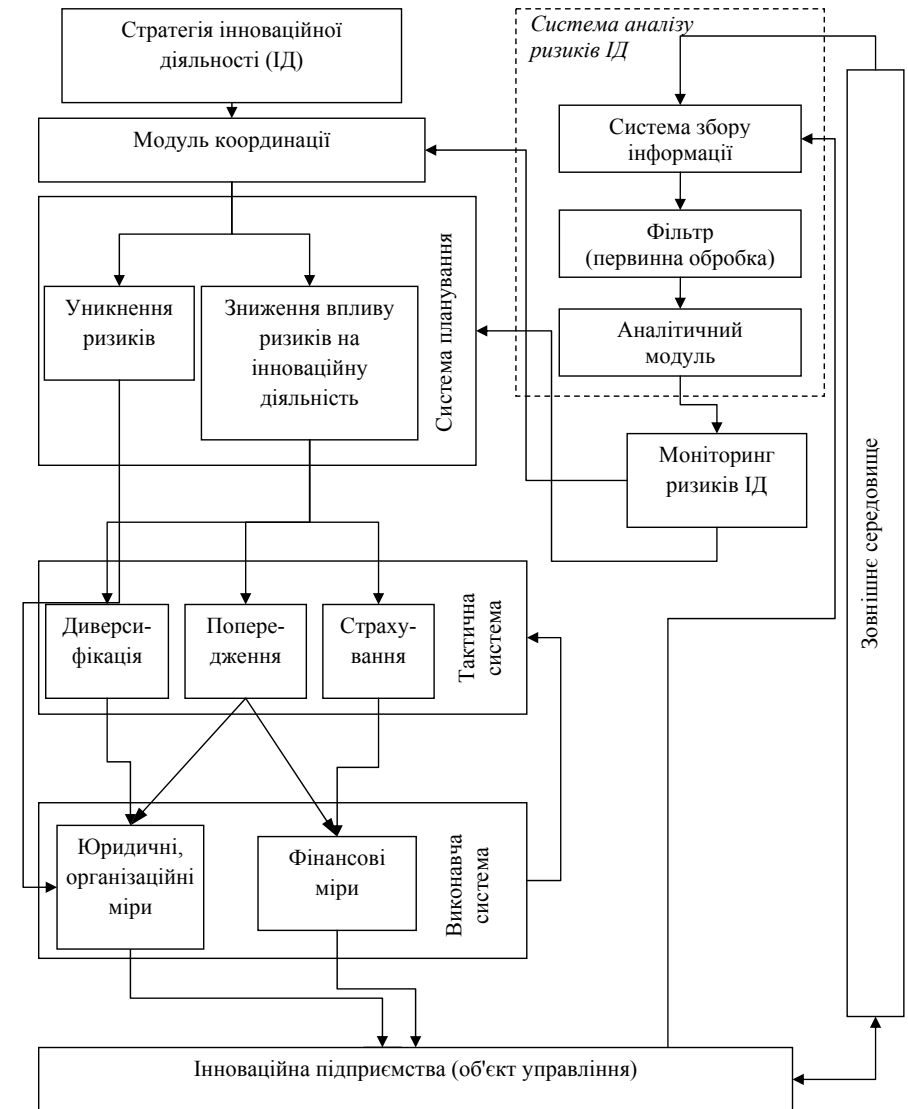 Стратегія інноваційної
діяльності (ІД)
Модуль координації
Система аналізу
ризиків ІД
Система збору
інформації
Фільтр
(первинна обробка)
Аналітичний
модуль
Моніторинг
ризиків ІД
Уникнення
ризиків
Зниження впливу
ризиків на
інноваційну
діяльність
Система планування
Диверси-
фікація
Попере-
дження
Страху-
вання
Тактична
система
Юридичні,
організаційні
міри
Фінансові
міри
Виконавча
система
Зовнішнє середовище
Інноваційна підприємства (об'єкт управління)